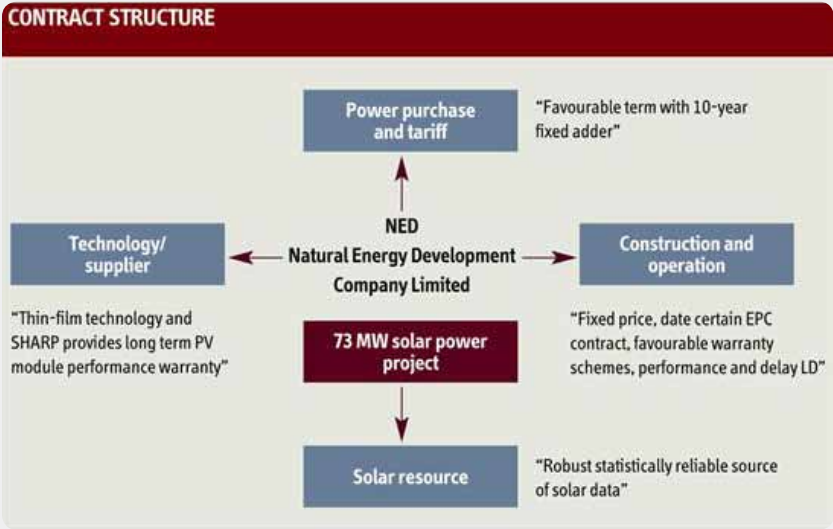 CONTRACT STRUCTURE
Power purchase
and tariff
“Favourable term with 10-year
fixed adder”
NED
Natural Energy Development
Company Limited
Technology/
supplier
Construction and
operation
“Thin-film technology and
SHARP provides long term PV
module performance warranty”
“Fixed price, date certain EPC
contract, favourable warranty
schemes, performance and delay LD”
73 MW solar power
project
Solar resource
“Robust statistically reliable source
of solar data”